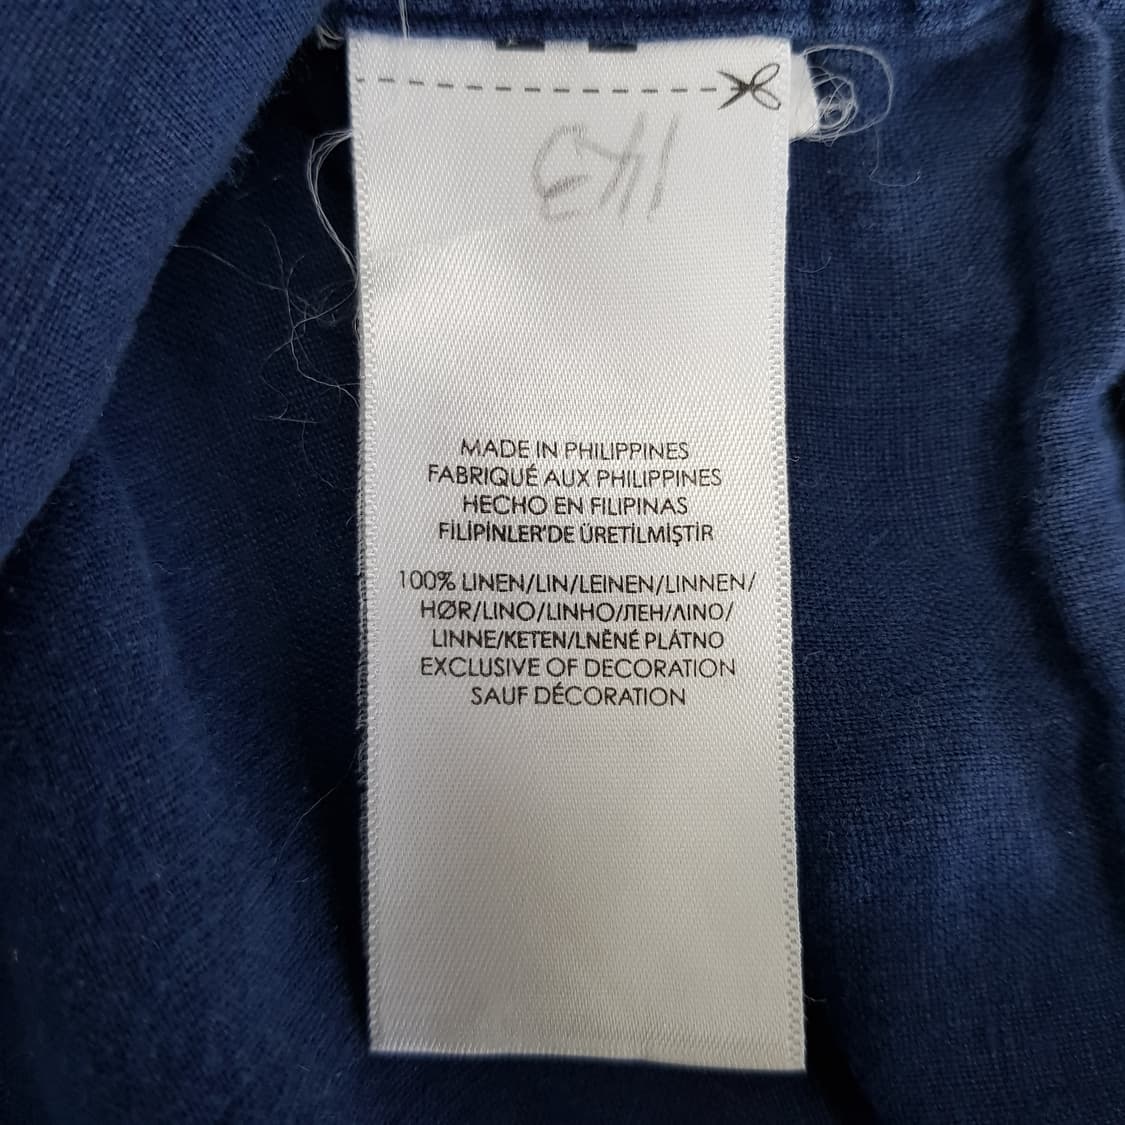 143
MADE IN PHILIPPINES
FABRIQUÉ AUX PHILIPPINES
HECHO EN FILIPINAS
FİLİPİNLER'DE ÜRETİLMİŞTİR
100% LINEN/LIN/LEINEN/LINNEN/
HØR/LINO/LINHO/ЛЕН/ΛΙΝΟ/
LINNE/KETEN/LNĚNÉ PLÁTNO
EXCLUSIVE OF DECORATION
SAUF DÉCORATION